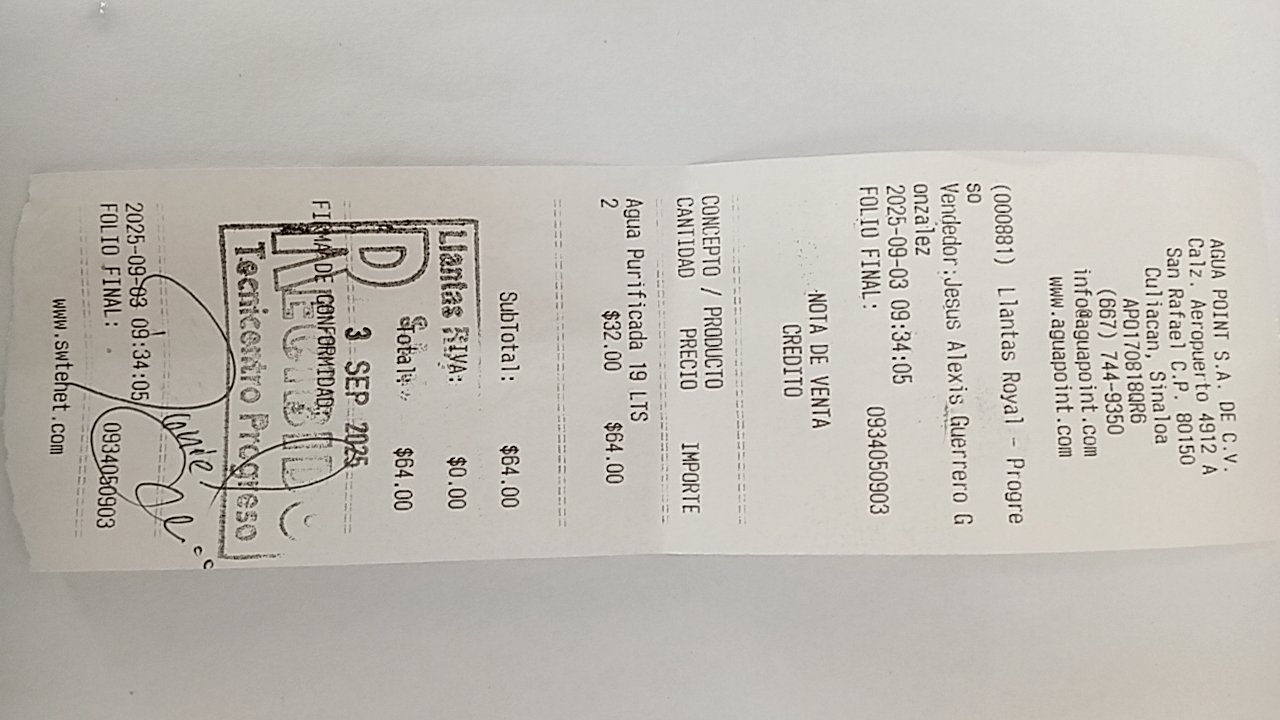 AGUA POINT S.A. DE C.V.
Calz. Aeropuerto 4912 A
San Rafael C.P. 80150
Culiacan, Sinaloa
APO170818QR6
(667) 744-9350
info@aguapoint.com
www.aguapoint.com
(000881) Llantas Royal - Progre
so
Vendedor:Jesus Alexis Guerrero G
onzalez
2025-09-03 09:34:05
FOLIO FINAL: 0934050903
NOTA DE VENTA
CREDITO
CONCEPTO / PRODUCTO
CANTIDAD PRECIO IMPORTE
Agua Purificada 19 LTS
2 $32.00 $64.00
SubTotal: $64.00
Llantas R
IVA: $0.00
Total: $64.00
3 SEP 2025
FIRMA DE CONFORMIDAD
Tecnicentro Progreso
2025-09-03 09:34:05
FOLIO FINAL: 0934050903
www.swtehet.com